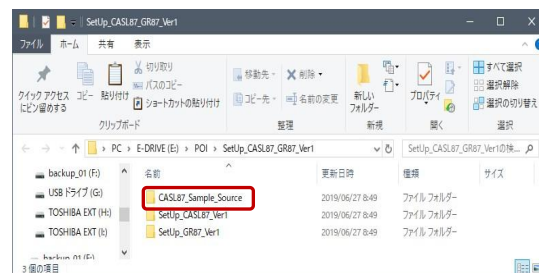 SetUp_CASL87_GR87_Ver1
ファイル ホーム 共有 表示
クイック アクセスにピン留めする
コピー
貼り付け
切り取り
パスのコピー
ショートカットの貼り付け
クリップボード
移動先
コピー先
削除
名前の変更
整理
新しいフォルダー
新規
プロパティ
開く
すべて選択
選択解除
選択の切り替え
選択
PC > E-DRIVE (E:) > POI > SetUp_CASL87_GR87_Ver1
SetUp_CASL87_GR87_Ver1の検...
名前 更新日時 種類 サイズ
backup_01 (F:)
USB ドライブ (G:)
TOSHIBA EXT (H:)
TOSHIBA EXT (I:)
backup_01 (F:)
CASL87_Sample_Source 2019/06/27 8:49 ファイル フォルダー
SetUp_CASL87_Ver1 2019/06/27 8:49 ファイル フォルダー
SetUp_GR87_Ver1 2019/06/27 8:49 ファイル フォルダー
3 個の項目